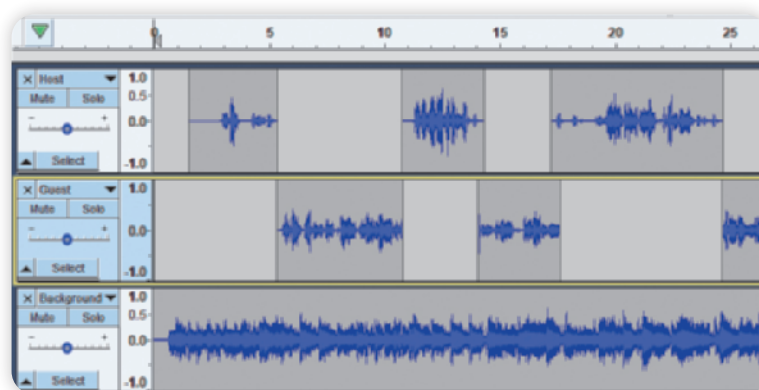 0 5 10 15 20 25
× Host 1.0
Mute Solo 0.5
- + 0.0
Select -1.0
× Guest 1.0
Mute Solo
- + 0.0
Select -1.0
× Background 1.0
Mute Solo 0.5
- + 0.0
Select -1.0